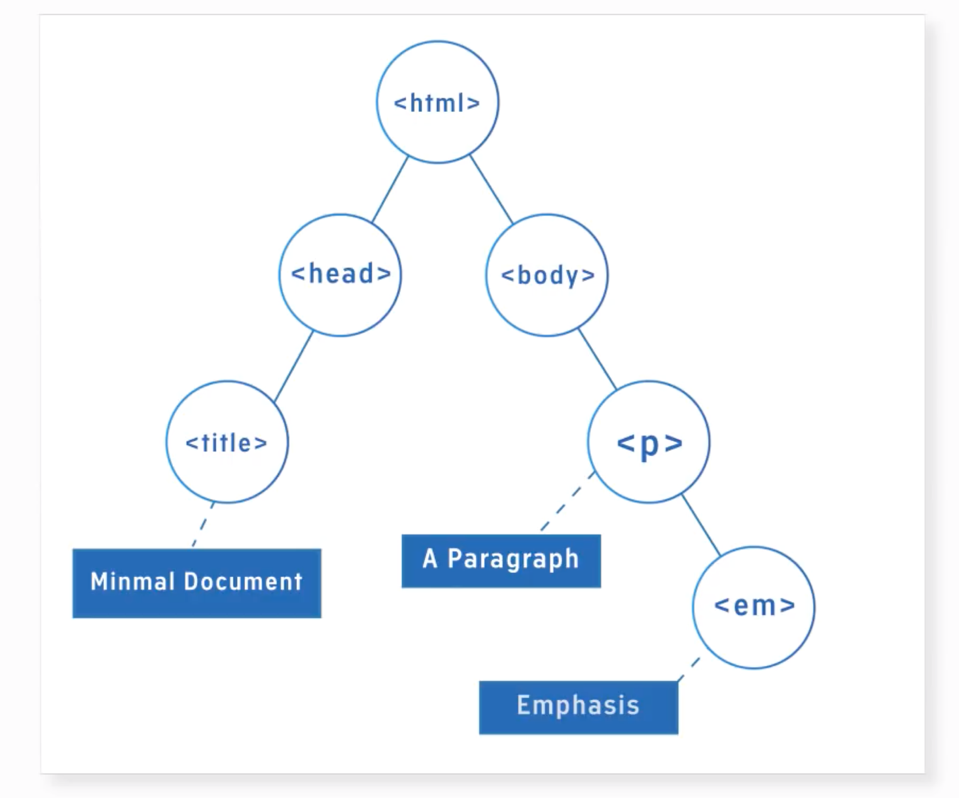 <html>
<head>
<body>
<title>
<p>
Minmal Document
A Paragraph
<em>
Emphasis